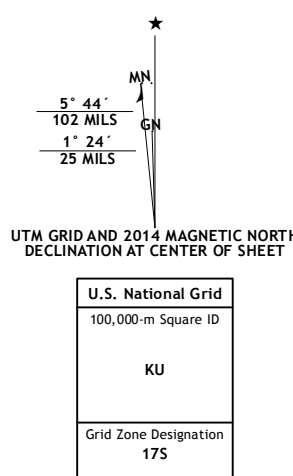 MN.
5° 44´
102 MILS
GN
1° 24´
25 MILS
UTM GRID AND 2014 MAGNETIC NORTH
DECLINATION AT CENTER OF SHEET
U.S. National Grid
100,000-m Square ID
KU
Grid Zone Designation
17S